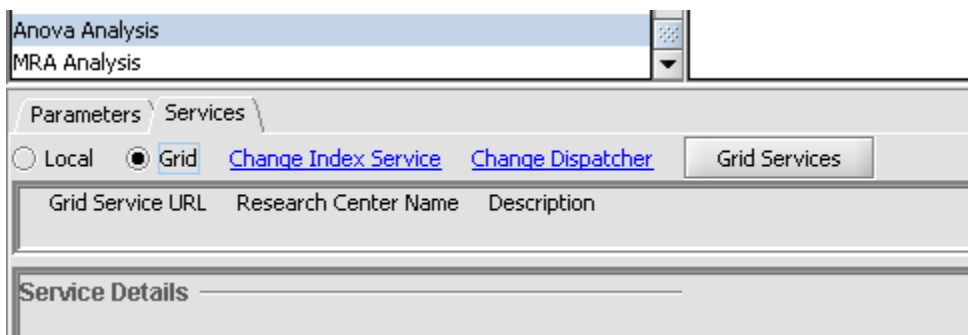 Anova Analysis
MRA Analysis
Parameters Services
Local Grid Change Index Service Change Dispatcher Grid Services
Grid Service URL Research Center Name Description
Service Details